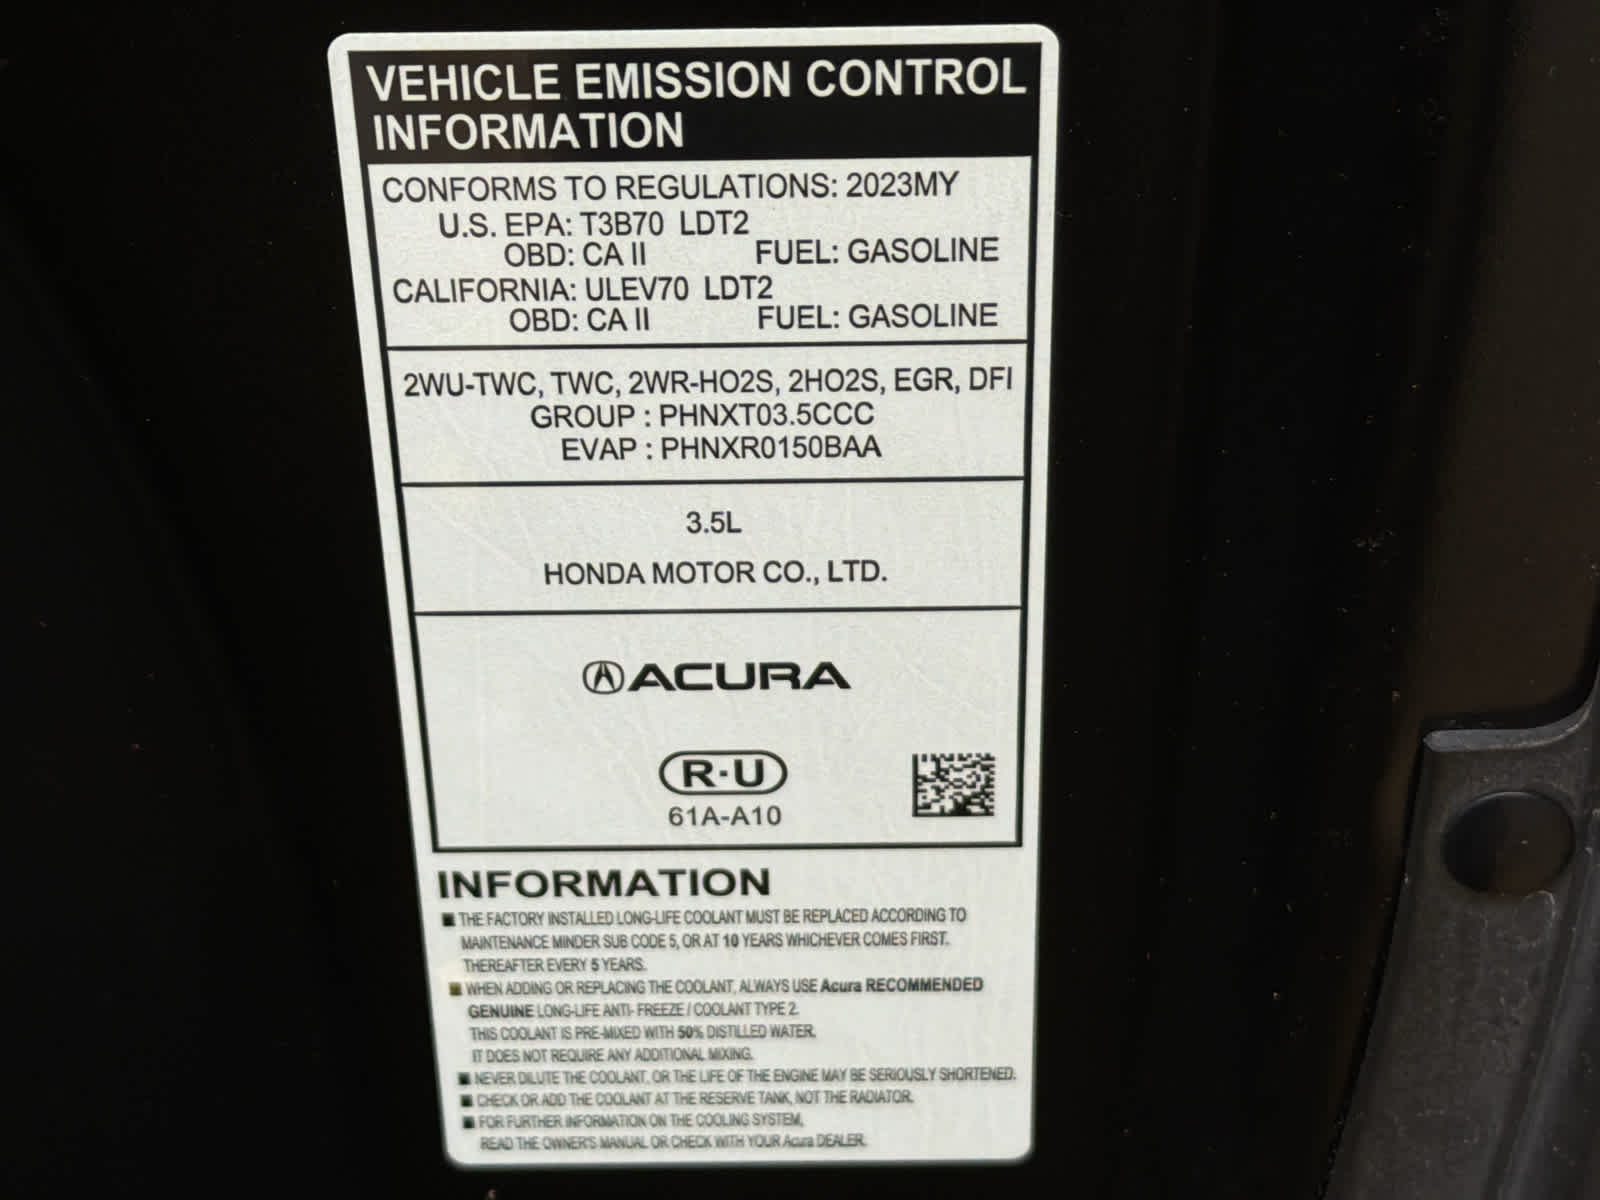 VEHICLE EMISSION CONTROL
INFORMATION
CONFORMS TO REGULATIONS: 2023MY
U.S. EPA: T3B70 LDT2
OBD: CA II FUEL: GASOLINE
CALIFORNIA: ULEV70 LDT2
OBD: CA II FUEL: GASOLINE
2WU-TWC, TWC, 2WR-HO2S, 2HO2S, EGR, DFI
GROUP : PHNXT03.5CCC
EVAP : PHNXR0150BAA
3.5L
HONDA MOTOR CO., LTD.
ACURA
R·U
61A-A10
INFORMATION
■ THE FACTORY INSTALLED LONG-LIFE COOLANT MUST BE REPLACED ACCORDING TO
MAINTENANCE MINDER SUB CODE 5, OR AT 10 YEARS WHICHEVER COMES FIRST.
THEREAFTER EVERY 5 YEARS.
■ WHEN ADDING OR REPLACING THE COOLANT, ALWAYS USE Acura RECOMMENDED
GENUINE LONG-LIFE ANTI- FREEZE / COOLANT TYPE 2.
THIS COOLANT IS PRE-MIXED WITH 50% DISTILLED WATER.
IT DOES NOT REQUIRE ANY ADDITIONAL MIXING.
■ NEVER DILUTE THE COOLANT, OR THE LIFE OF THE ENGINE MAY BE SERIOUSLY SHORTENED.
■ CHECK OR ADD THE COOLANT AT THE RESERVE TANK, NOT THE RADIATOR.
■ FOR FURTHER INFORMATION ON THE COOLING SYSTEM,
READ THE OWNER'S MANUAL OR CHECK WITH YOUR Acura DEALER.